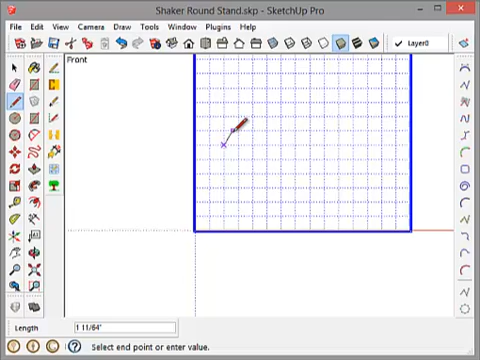 Shaker Round Stand.skp - SketchUp Pro
File Edit View Camera Draw Tools Window Plugins Help
Layer0
Front
Length 1 11/64"
Select end point or enter value.